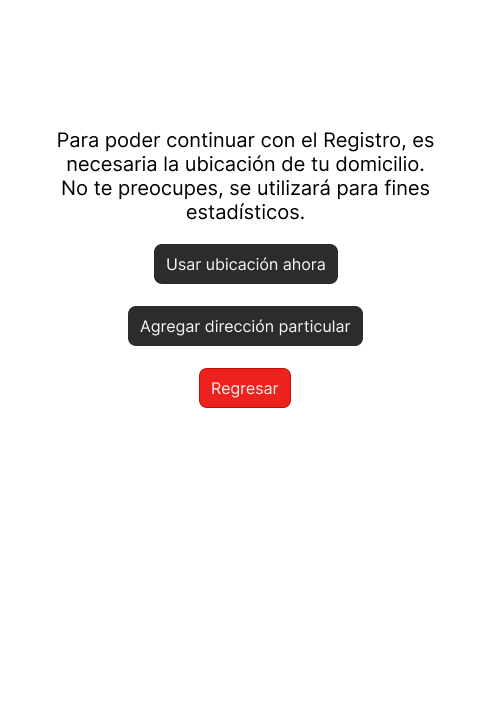 Para poder continuar con el Registro, es
necesaria la ubicación de tu domicilio.
No te preocupes, se utilizará para fines
estadísticos.
Usar ubicación ahora
Agregar dirección particular
Regresar